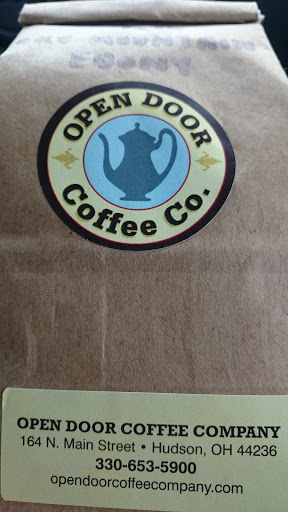 OPEN DOOR
Coffee Co.
OPEN DOOR COFFEE COMPANY
164 N. Main Street • Hudson, OH 44236
330-653-5900
opendoorcoffeecompany.com